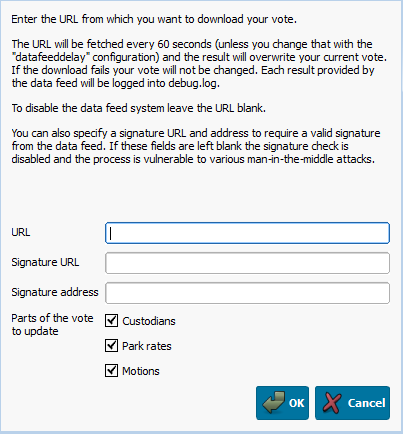 Enter the URL from which you want to download your vote.
The URL will be fetched every 60 seconds (unless you change that with the
"datafeeddelay" configuration) and the result will overwrite your current vote.
If the download fails your vote will not be changed. Each result provided by
the data feed will be logged into debug.log.
To disable the data feed system leave the URL blank.
You can also specify a signature URL and address to require a valid signature
from the data feed. If these fields are left blank the signature check is
disabled and the process is vulnerable to various man-in-the-middle attacks.
URL
Signature URL
Signature address
Parts of the vote
to update
Custodians
Park rates
Motions
OK
Cancel